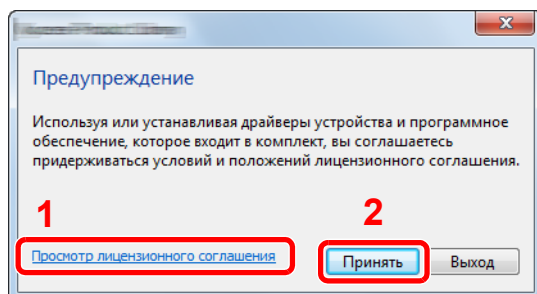 Предупреждение
Используя или устанавливая драйверы устройства и программное
обеспечение, которое входит в комплект, вы соглашаетесь
придерживаться условий и положений лицензионного соглашения.
1
2
Просмотр лицензионного соглашения
Принять
Выход